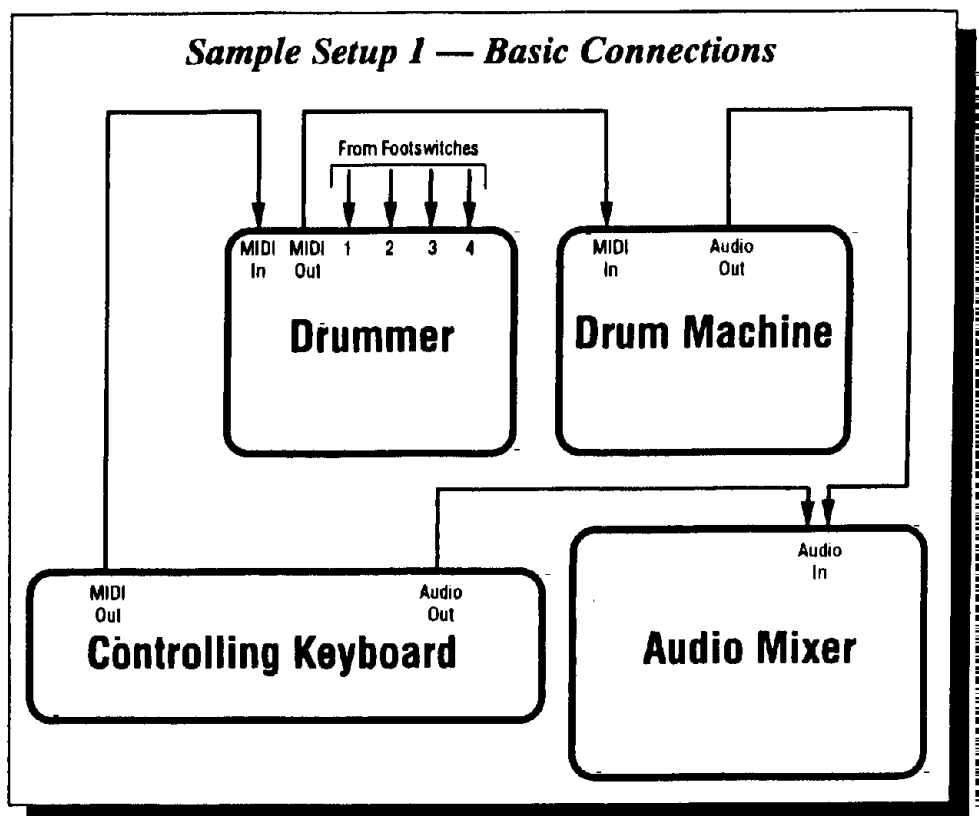 Sample Setup 1 — Basic Connections
From Footswitches
MIDI In
MIDI Out
1 2 3 4
Drummer
MIDI In
Audio Out
Drum Machine
MIDI Out
Audio Out
Controlling Keyboard
Audio In
Audio Mixer